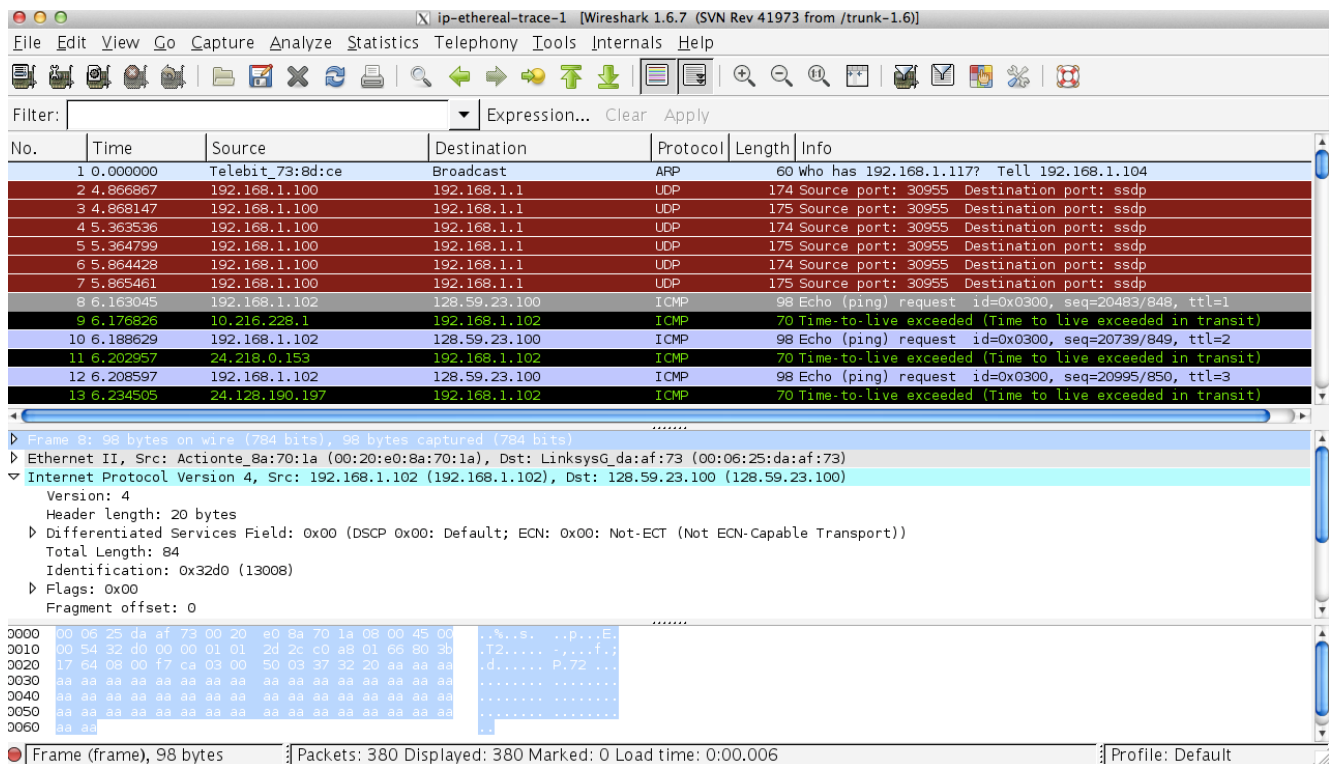 ip-ethereal-trace-1 [Wireshark 1.6.7 (SVN Rev 41973 from /trunk-1.6)]
File Edit View Go Capture Analyze Statistics Telephony Tools Internals Help
Filter: Expression... Clear Apply
No. Time Source Destination Protocol Length Info
1 0.000000 Telebit_73:8d:ce Broadcast ARP 60 Who has 192.168.1.117? Tell 192.168.1.104
2 4.866867 192.168.1.100 192.168.1.1 UDP 174 Source port: 30955 Destination port: ssdp
3 4.868147 192.168.1.100 192.168.1.1 UDP 175 Source port: 30955 Destination port: ssdp
4 5.363536 192.168.1.100 192.168.1.1 UDP 174 Source port: 30955 Destination port: ssdp
5 5.364799 192.168.1.100 192.168.1.1 UDP 175 Source port: 30955 Destination port: ssdp
6 5.864428 192.168.1.100 192.168.1.1 UDP 174 Source port: 30955 Destination port: ssdp
7 5.865461 192.168.1.100 192.168.1.1 UDP 175 Source port: 30955 Destination port: ssdp
8 6.163045 192.168.1.102 128.59.23.100 ICMP 98 Echo (ping) request id=0x0300, seq=20483/848, ttl=1
9 6.176826 10.216.228.1 192.168.1.102 ICMP 70 Time-to-live exceeded (Time to live exceeded in transit)
10 6.188629 192.168.1.102 128.59.23.100 ICMP 98 Echo (ping) request id=0x0300, seq=20739/849, ttl=2
11 6.202957 24.218.0.153 192.168.1.102 ICMP 70 Time-to-live exceeded (Time to live exceeded in transit)
12 6.208597 192.168.1.102 128.59.23.100 ICMP 98 Echo (ping) request id=0x0300, seq=20995/850, ttl=3
13 6.234505 24.128.190.197 192.168.1.102 ICMP 70 Time-to-live exceeded (Time to live exceeded in transit)
Frame 8: 98 bytes on wire (784 bits), 98 bytes captured (784 bits)
Ethernet II, Src: Actionte_8a:70:1a (00:20:e0:8a:70:1a), Dst: LinksysG_da:af:73 (00:06:25:da:af:73)
Internet Protocol Version 4, Src: 192.168.1.102 (192.168.1.102), Dst: 128.59.23.100 (128.59.23.100)
Version: 4
Header length: 20 bytes
Differentiated Services Field: 0x00 (DSCP 0x00: Default; ECN: 0x00: Not-ECT (Not ECN-Capable Transport))
Total Length: 84
Identification: 0x32d0 (13008)
Flags: 0x00
Fragment offset: 0
0000 00 06 25 da af 73 00 20 e0 8a 70 1a 08 00 45 00 ..%..s. ..p...E.
0010 00 54 32 d0 00 00 01 01 2d 2c c0 a8 01 66 80 3b .T2..... -,...f.;
0020 17 64 08 00 f7 ca 03 00 50 03 37 32 20 aa aa aa .d...... P.72 ...
0030 aa aa aa aa aa aa aa aa aa aa aa aa aa aa aa aa ........ ........
0040 aa aa aa aa aa aa aa aa aa aa aa aa aa aa aa aa ........ ........
0050 aa aa aa aa aa aa aa aa aa aa aa aa aa aa aa aa ........ ........
0060 aa aa ..
Frame (frame), 98 bytes Packets: 380 Displayed: 380 Marked: 0 Load time: 0:00.006 Profile: Default